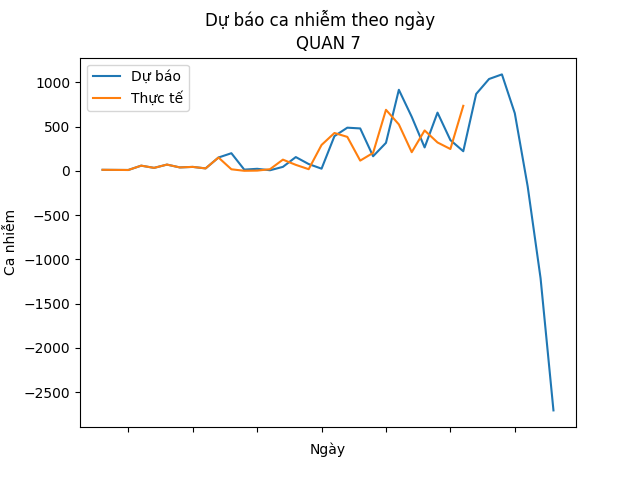 Dự báo ca nhiễm theo ngày
QUAN 7
Dự báo
Thực tế
1000
500
0
−500
−1000
−1500
−2000
−2500
Ca nhiễm
Ngày